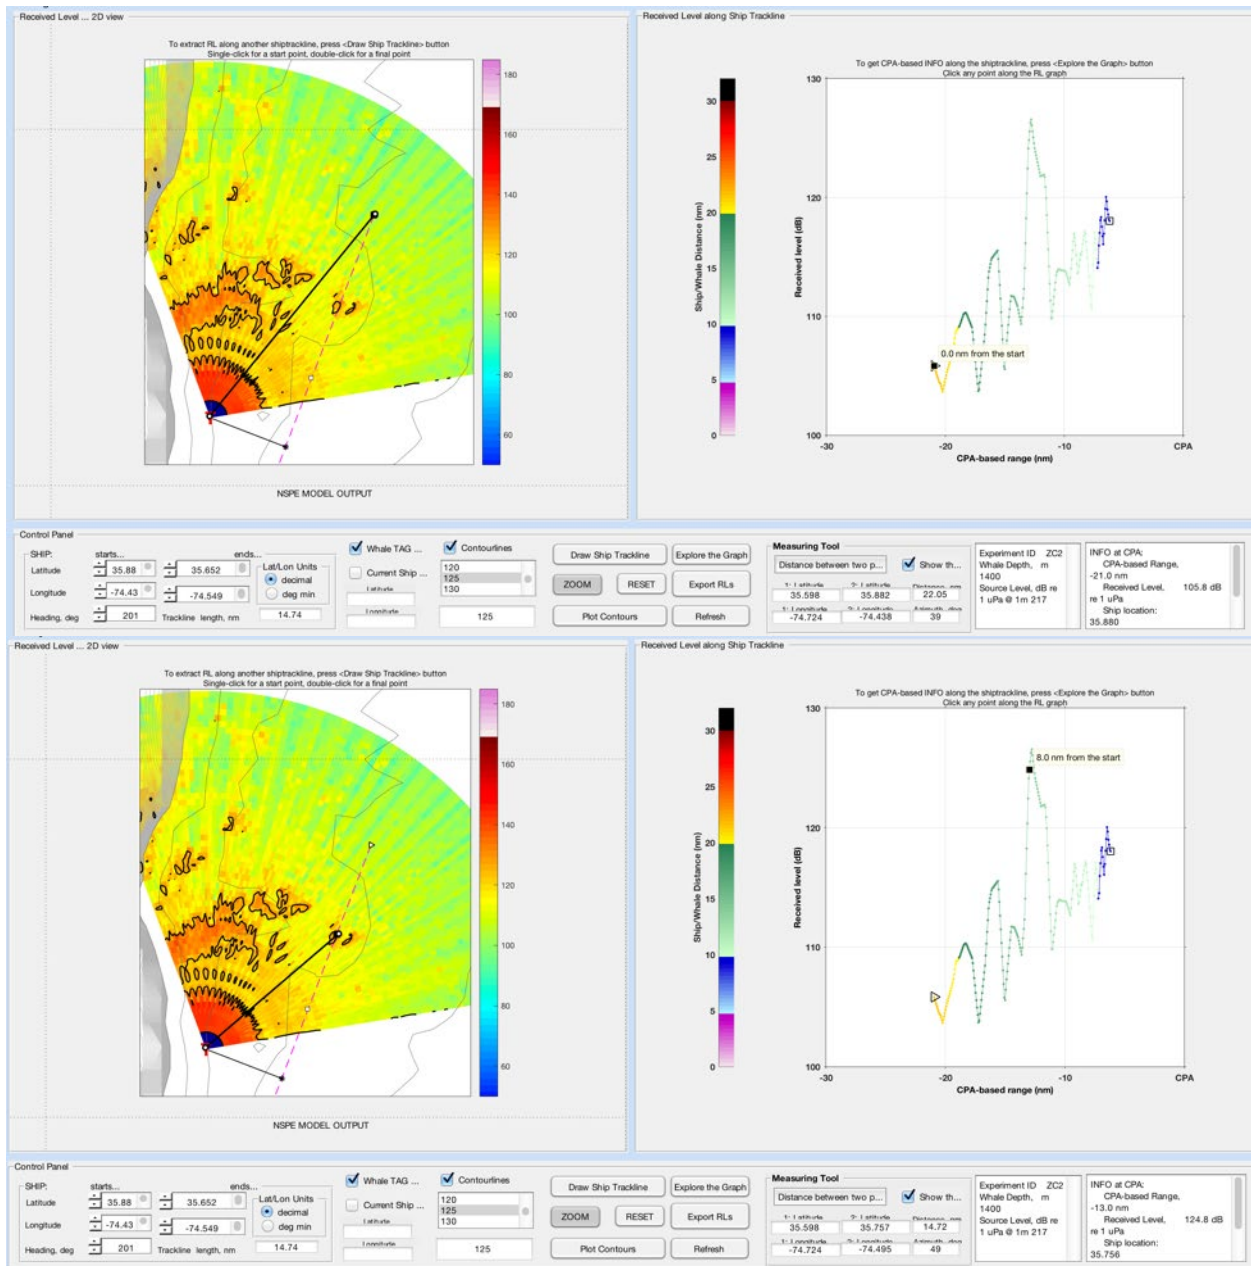 Received Level ... 2D view
To extract RL along another shiptrackline, press <Draw Ship Trackline> button
Single-click for a start point, double-click for a final point
180
160
140
120
100
80
60
NSPE MODEL OUTPUT
Received Level along Ship Trackline
To get CPA-based INFO along the shiptrackline, press <Explore the Graph> button
Click any point along the RL graph
Ship/Whale Distance (nm)
30
25
20
15
10
5
0
Received level (dB)
130
120
110
100
0.0 nm from the start
-30
-20
-10
CPA
CPA-based range (nm)
Control Panel
SHIP:
starts...
ends...
Latitude
35.88
35.652
Longitude
-74.43
-74.549
Heading, deg
201
Trackline length, nm
14.74
Lat/Lon Units
decimal
deg min
Whale TAG ...
Current Ship ...
Contourlines
120
125
130
125
Draw Ship Trackline
Explore the Graph
ZOOM
RESET
Export RLs
Plot Contours
Refresh
Measuring Tool
Distance between two p...
Show th...
35.598
35.882
22.05
-74.724
-74.438
39
Experiment ID ZC2
Whale Depth, m
1400
Source Level, dB re
1 uPa @ 1m 217
INFO at CPA:
CPA-based Range,
-21.0 nm
Received Level, 105.8 dB
re 1 uPa
Ship location:
35.880
Received Level ... 2D view
To extract RL along another shiptrackline, press <Draw Ship Trackline> button
Single-click for a start point, double-click for a final point
180
160
140
120
100
80
60
NSPE MODEL OUTPUT
Received Level along Ship Trackline
To get CPA-based INFO along the shiptrackline, press <Explore the Graph> button
Click any point along the RL graph
Ship/Whale Distance (nm)
30
25
20
15
10
5
0
Received level (dB)
130
120
110
100
8.0 nm from the start
-30
-20
-10
CPA
CPA-based range (nm)
Control Panel
SHIP:
starts...
ends...
Latitude
35.88
35.652
Longitude
-74.43
-74.549
Heading, deg
201
Trackline length, nm
14.74
Lat/Lon Units
decimal
deg min
Whale TAG ...
Current Ship ...
Contourlines
120
125
130
125
Draw Ship Trackline
Explore the Graph
ZOOM
RESET
Export RLs
Plot Contours
Refresh
Measuring Tool
Distance between two p...
Show th...
35.598
35.757
14.72
-74.724
-74.495
49
Experiment ID ZC2
Whale Depth, m
1400
Source Level, dB re
1 uPa @ 1m 217
INFO at CPA:
CPA-based Range,
-13.0 nm
Received Level, 124.8 dB
re 1 uPa
Ship location:
35.756